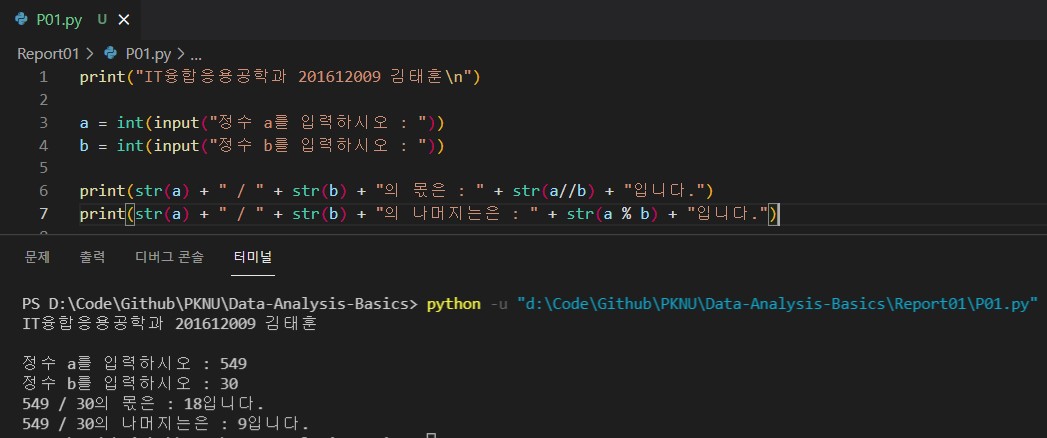 P01.py U ×
Report01 > P01.py > ...
1 print("IT융합응용공학과 201612009 김태훈\n")
2
3 a = int(input("정수 a를 입력하시오 : "))
4 b = int(input("정수 b를 입력하시오 : "))
5
6 print(str(a) + " / " + str(b) + "의 몫은 : " + str(a//b) + "입니다.")
7 print(str(a) + " / " + str(b) + "의 나머지는은 : " + str(a % b) + "입니다.")
문제 출력 디버그 콘솔 터미널
PS D:\Code\Github\PKNU\Data-Analysis-Basics> python -u "d:\Code\Github\PKNU\Data-Analysis-Basics\Report01\P01.py"
IT융합응용공학과 201612009 김태훈
정수 a를 입력하시오 : 549
정수 b를 입력하시오 : 30
549 / 30의 몫은 : 18입니다.
549 / 30의 나머지는은 : 9입니다.